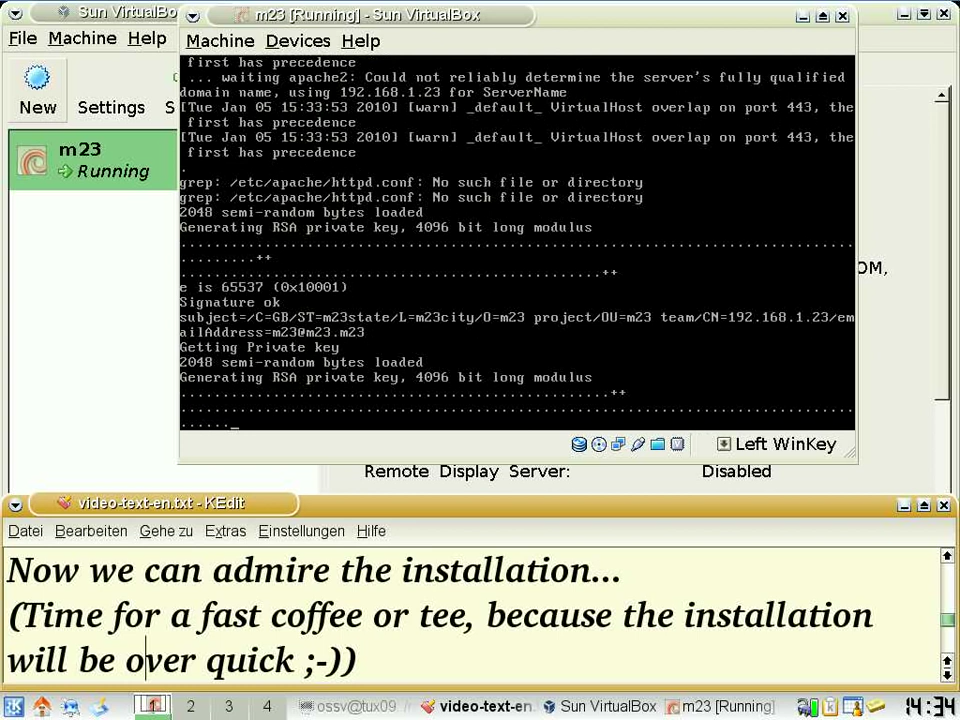 Sun VirtualBo
m23 [Running] - Sun VirtualBox
File Machine Help
Machine Devices Help
New Settings S
m23
Running
first has precedence
... waiting apache2: Could not reliably determine the server's fully qualified
domain name, using 192.168.1.23 for ServerName
[Tue Jan 05 15:33:53 2010] [warn] _default_ VirtualHost overlap on port 443, the
first has precedence
[Tue Jan 05 15:33:53 2010] [warn] _default_ VirtualHost overlap on port 443, the
first has precedence
.
grep: /etc/apache/httpd.conf: No such file or directory
grep: /etc/apache/httpd.conf: No such file or directory
2048 semi-random bytes loaded
Generating RSA private key, 4096 bit long modulus
................................................................................
.........++
..................................................++
e is 65537 (0x10001)
Signature ok
subject=/C=GB/ST=m23state/L=m23city/O=m23 project/OU=m23 team/CN=192.168.1.23/em
ailAddress=m23@m23.m23
Getting Private key
2048 semi-random bytes loaded
Generating RSA private key, 4096 bit long modulus
...................................................++
................................................................................
......_
OM,
Left WinKey
Remote Display Server: Disabled
video-text-en.txt - KEdit
Datei Bearbeiten Gehe zu Extras Einstellungen Hilfe
Now we can admire the installation...
(Time for a fast coffee or tee, because the installation
will be over quick ;-))
1 2 3 4 ossv@tux09 video-text-en. Sun VirtualBox m23 [Running] 14:34